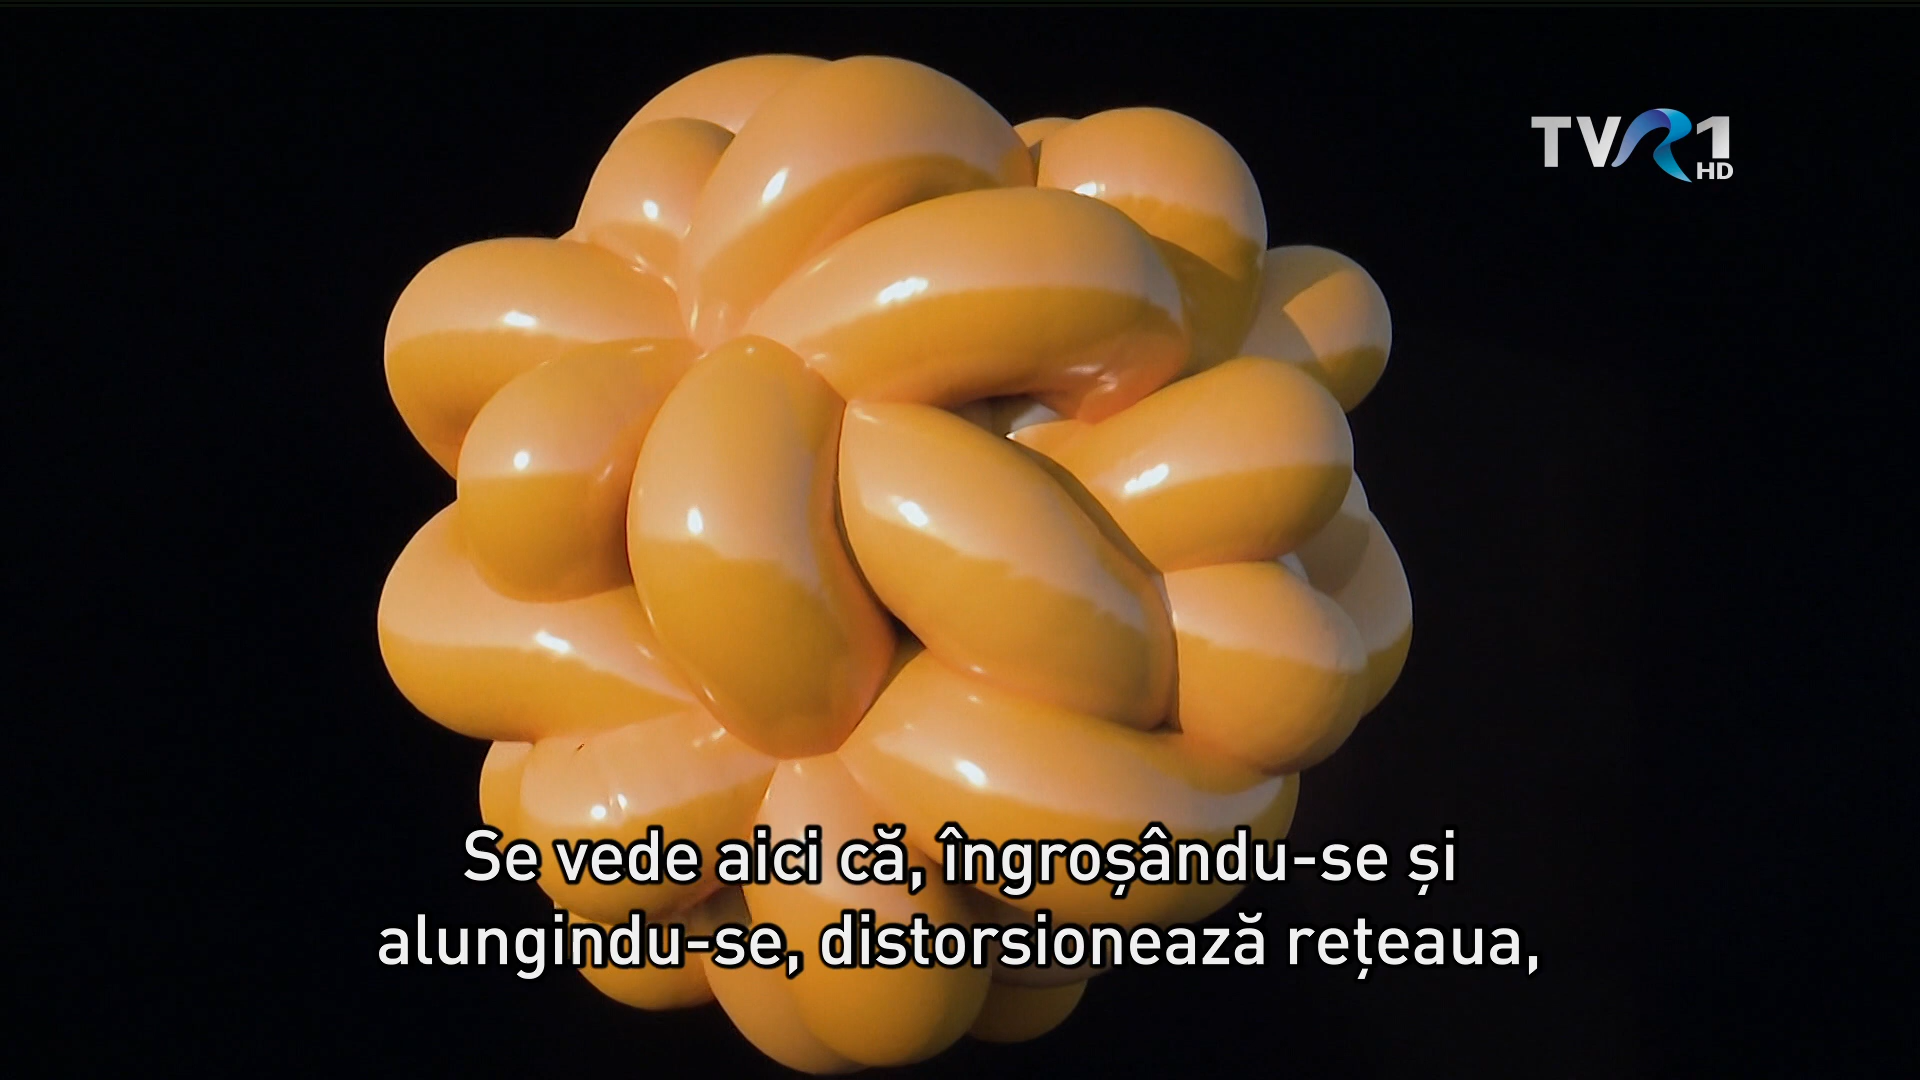 TVR1
HD
Se vede aici că, îngroșându-se și
alungindu-se, distorsionează rețeaua,